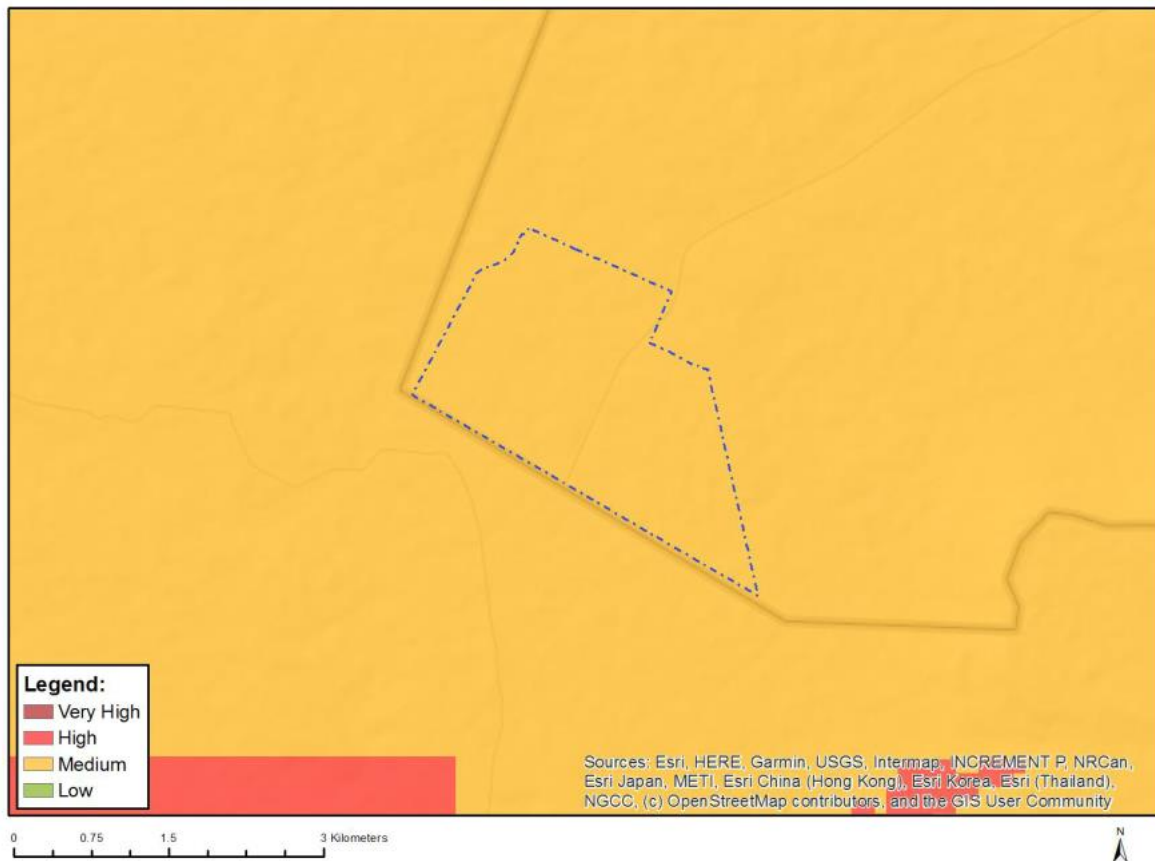 Legend:
Very High
High
Medium
Low
Sources: Esri, HERE, Garmin, USGS, Intermap, INCREMENT P, NRCan,
Esri Japan, METI, Esri China (Hong Kong), Esri Korea, Esri (Thailand),
NGCC, (c) OpenStreetMap contributors, and the GIS User Community
0 0.75 1.5 3 Kilometers
N